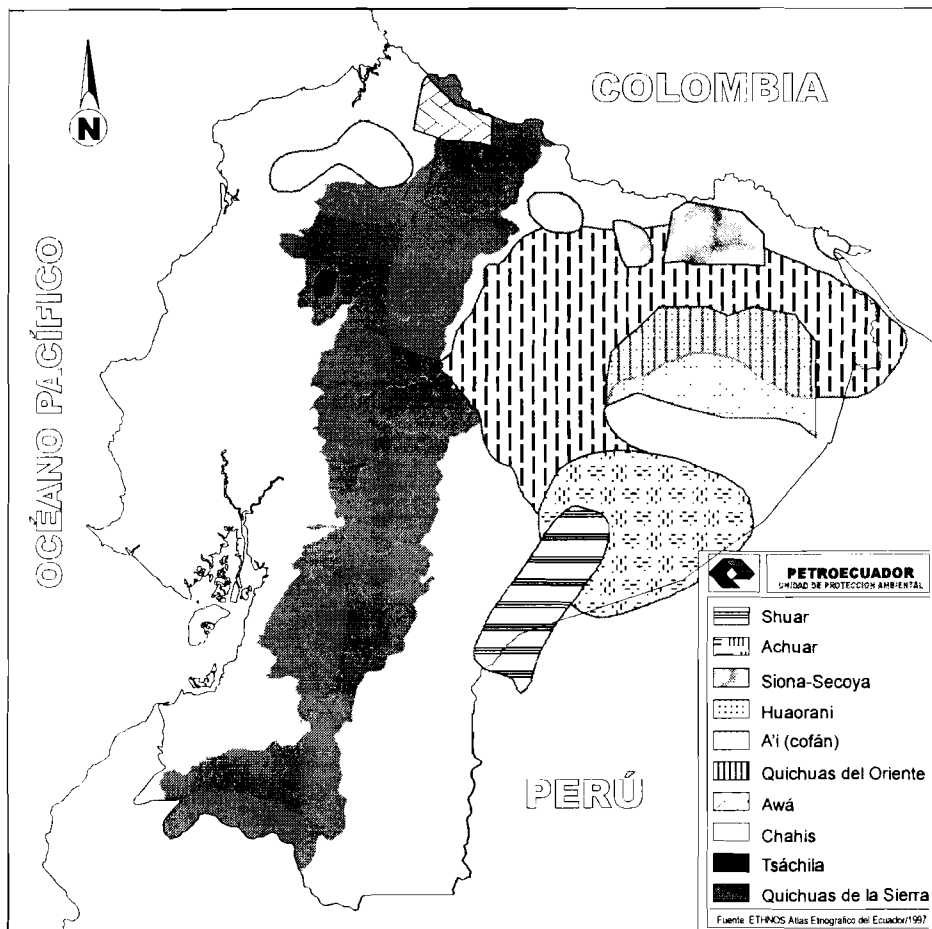 COLOMBIA
N
OCÉANO PACÍFICO
PERÚ
PETROECUADOR
UNIDAD DE PROTECCION AMBIENTAL
Shuar
Achuar
Siona-Secoya
Huaorani
A'i (cofán)
Quichuas del Oriente
Awá
Chahis
Tsáchila
Quichuas de la Sierra
Fuente ETHNOS Atlas Etnografico del Ecuador/1997